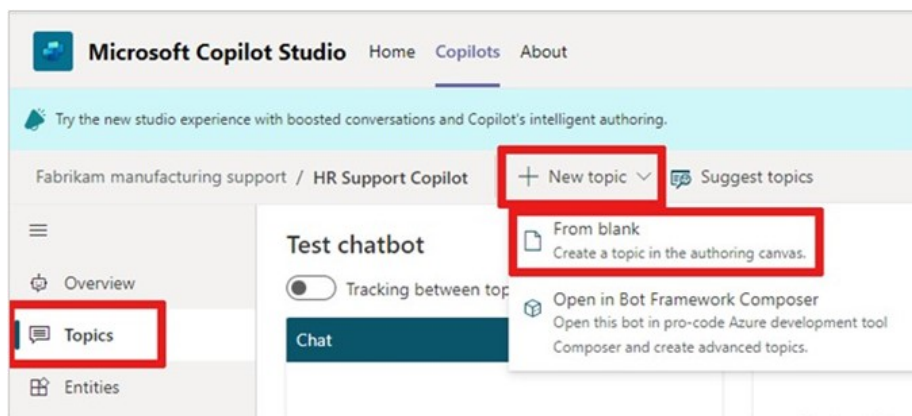 Microsoft Copilot Studio Home Copilots About
Try the new studio experience with boosted conversations and Copilot's intelligent authoring.
Fabrikam manufacturing support / HR Support Copilot + New topic Suggest topics
From blank
Create a topic in the authoring canvas.
Test chatbot
Overview
Tracking between top
Open in Bot Framework Composer
Open this bot in pro-code Azure development tool
Composer and create advanced topics.
Topics
Chat
Entities